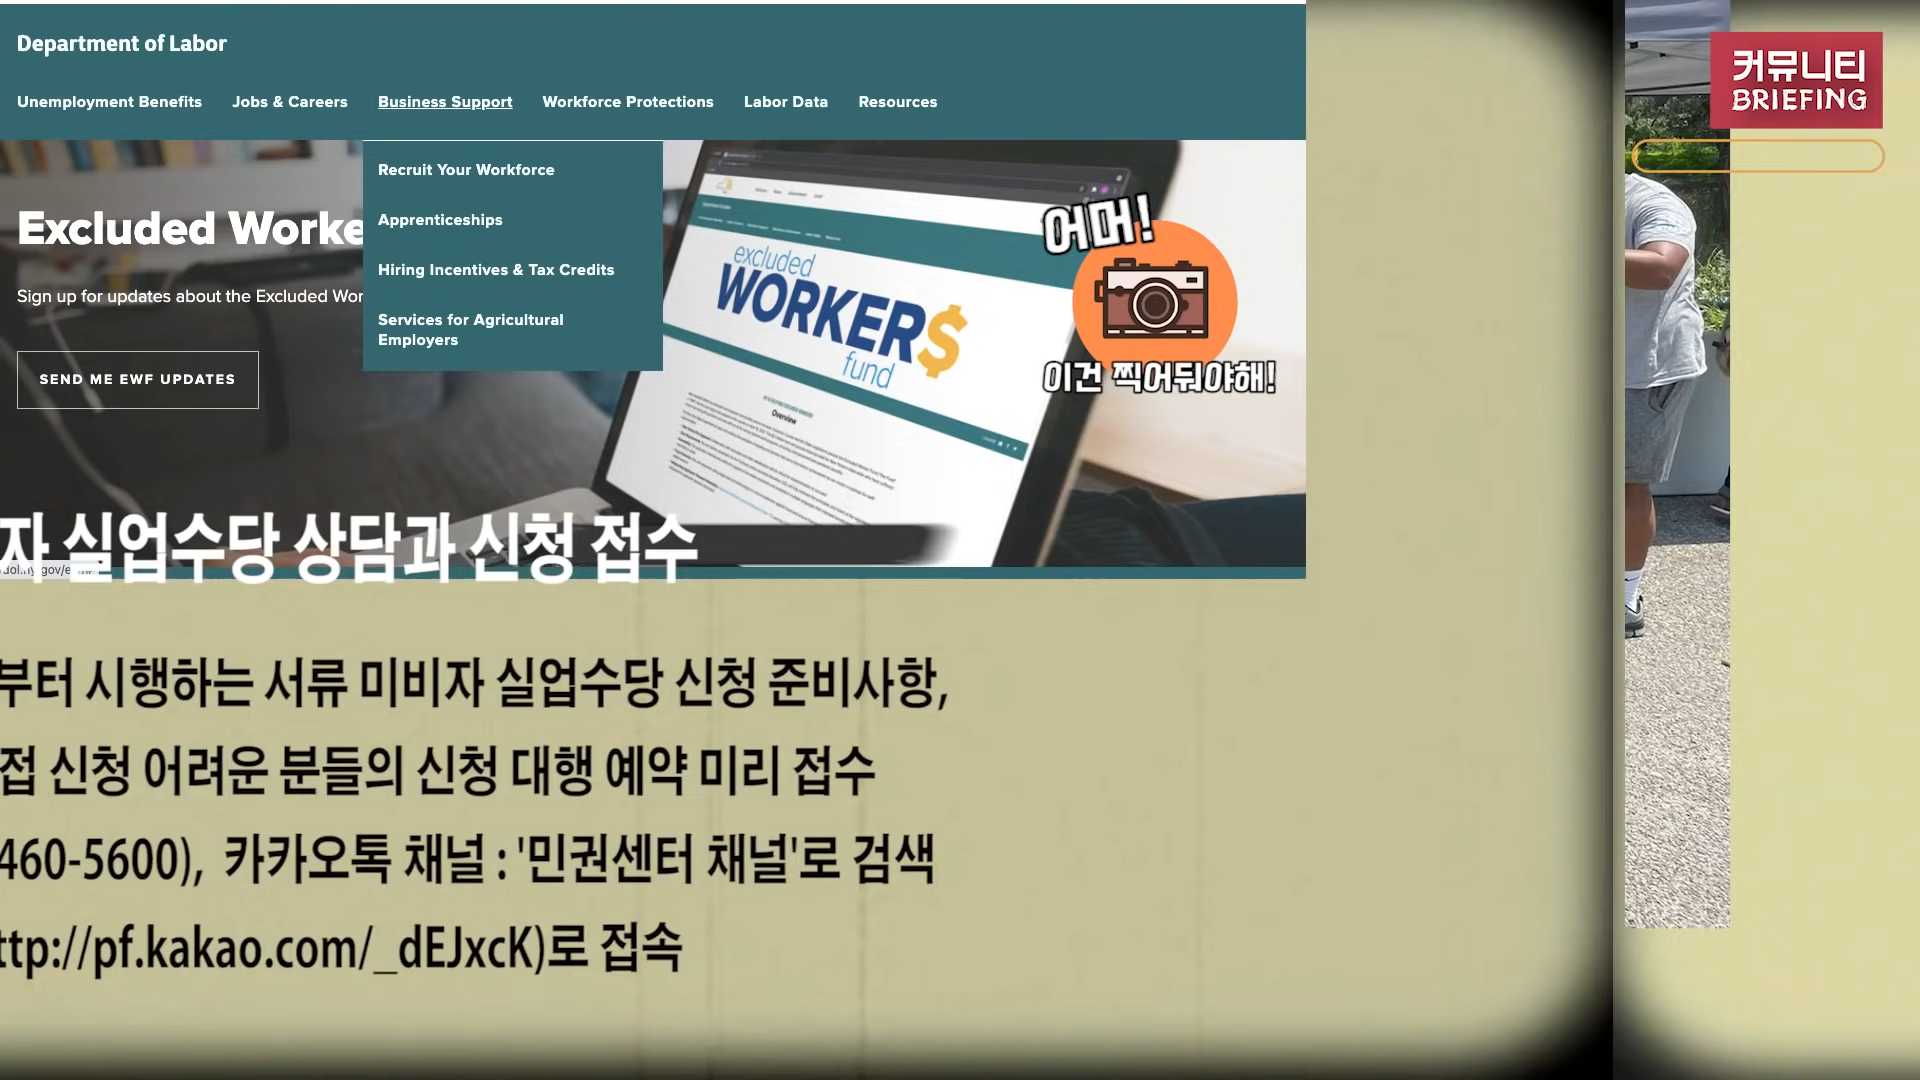 Department of Labor
Unemployment Benefits Jobs & Careers Business Support Workforce Protections Labor Data Resources
커뮤니티
BRIEFING
Recruit Your Workforce
Apprenticeships
Hiring Incentives & Tax Credits
Services for Agricultural
Employers
Excluded Worke
Sign up for updates about the Excluded Wor
SEND ME EWF UPDATES
excluded
WORKER$
fund
Overview
어머!
이건 찍어둬야해!
자 실업수당 상담과 신청 접수
부터 시행하는 서류 미비자 실업수당 신청 준비사항,
접 신청 어려운 분들의 신청 대행 예약 미리 접수
460-5600), 카카오톡 채널 : '민권센터 채널'로 검색
ttp://pf.kakao.com/_dEJxcK)로 접속